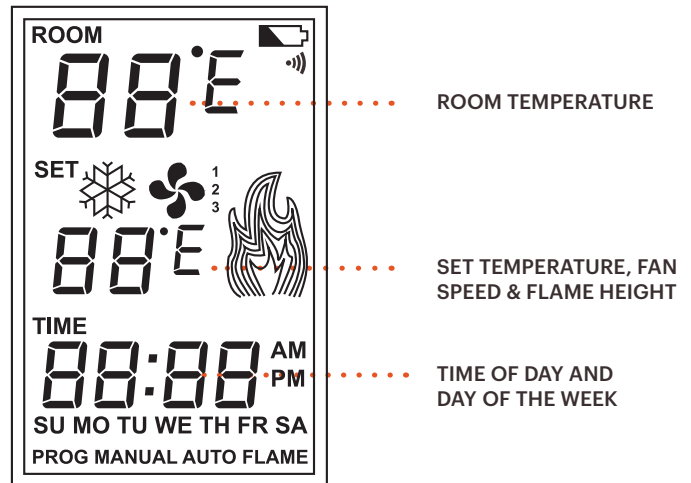 ROOM
88°E
ROOM TEMPERATURE
SET
1
2
3
88°E
SET TEMPERATURE, FAN
SPEED & FLAME HEIGHT
TIME
88:88 AM
PM
TIME OF DAY AND
DAY OF THE WEEK
SU MO TU WE TH FR SA
PROG MANUAL AUTO FLAME